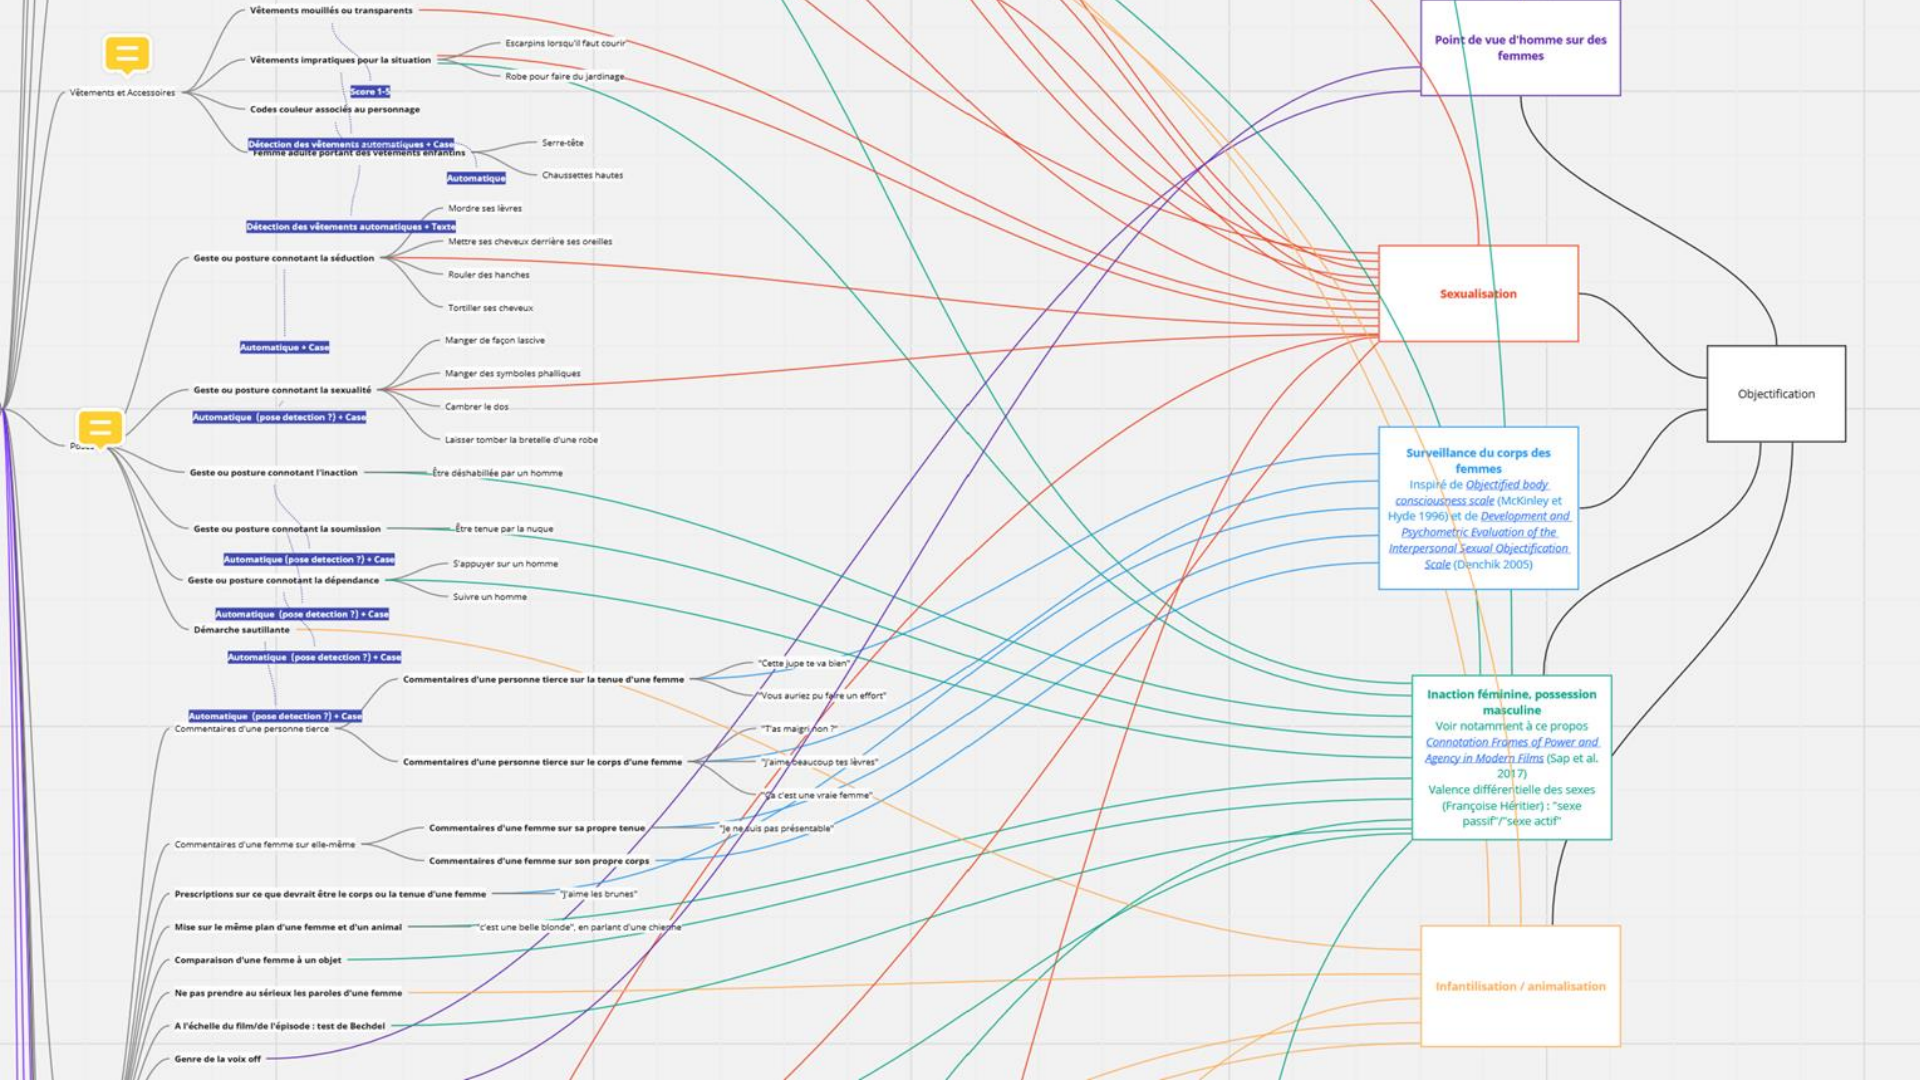 Vêtements mouillés ou transparents
Vêtements impratiques pour la situation
Escarpins lorsqu'il faut courir
Robe pour faire du jardinage
Vêtements et Accessoires
Score 1-5
Codes couleur associés au personnage
Détection des vêtements automatiques + Case
Femme adulte portant des vêtements enfantins
Serre-tête
Chaussettes hautes
Automatique
Détection des vêtements automatiques + Texte
Mordre ses lèvres
Mettre ses cheveux derrière ses oreilles
Geste ou posture connotant la séduction
Rouler des hanches
Tortiller ses cheveux
Automatique + Case
Manger de façon lascive
Manger des symboles phalliques
Geste ou posture connotant la sexualité
Cambrer le dos
Automatique (pose detection ?) + Case
Laisser tomber la bretelle d'une robe
Geste ou posture connotant l'inaction
Être déshabillée par un homme
Geste ou posture connotant la soumission
Être tenue par la nuque
Automatique (pose detection ?) + Case
S'appuyer sur un homme
Geste ou posture connotant la dépendance
Suivre un homme
Automatique (pose detection ?) + Case
Démarche sautillante
Automatique (pose detection ?) + Case
Commentaires d'une personne tierce sur la tenue d'une femme
"Cette jupe te va bien"
"Vous auriez pu faire un effort"
Automatique (pose detection ?) + Case
Commentaires d'une personne tierce
"T'as maigri non ?"
Commentaires d'une personne tierce sur le corps d'une femme
"J'aime beaucoup tes lèvres"
"Ça c'est une vraie femme"
Commentaires d'une femme sur sa propre tenue
"Je ne suis pas présentable"
Commentaires d'une femme sur elle-même
Commentaires d'une femme sur son propre corps
Prescriptions sur ce que devrait être le corps ou la tenue d'une femme
"J'aime les brunes"
Mise sur le même plan d'une femme et d'un animal
"c'est une belle blonde", en parlant d'une chienne
Comparaison d'une femme à un objet
Ne pas prendre au sérieux les paroles d'une femme
A l'échelle du film/de l'épisode : test de Bechdel
Genre de la voix off
Point de vue d'homme sur des
femmes
Sexualisation
Objectification
Surveillance du corps des
femmes
Inspiré de Objectified body
consciousness scale (McKinley et
Hyde 1996) et de Development and
Psychometric Evaluation of the
Interpersonal Sexual Objectification
Scale (Denchik 2005)
Inaction féminine, possession
masculine
Voir notamment à ce propos
Connotation Frames of Power and
Agency in Modern Films (Sap et al.
2017)
Valence différentielle des sexes
(Françoise Héritier) : "sexe
passif"/"sexe actif"
Infantilisation / animalisation